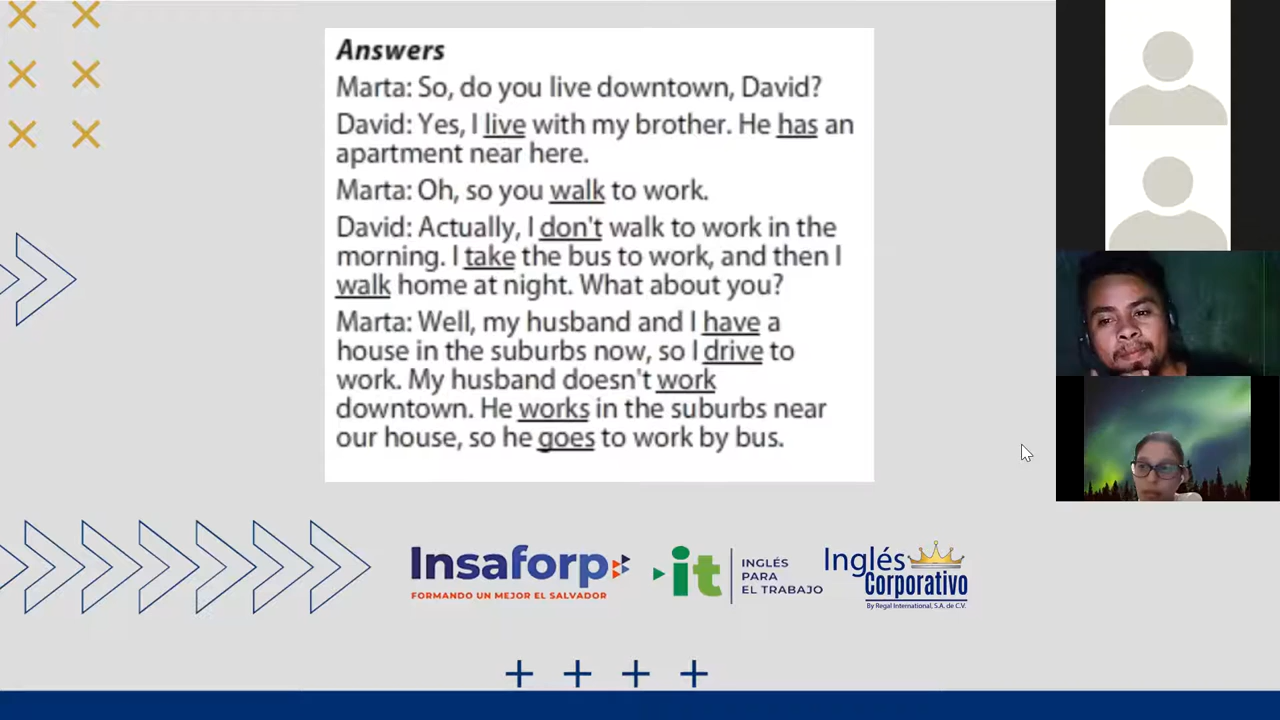 Answers
Marta: So, do you live downtown, David?
David: Yes, I live with my brother. He has an
apartment near here.
Marta: Oh, so you walk to work.
David: Actually, I don't walk to work in the
morning. I take the bus to work, and then I
walk home at night. What about you?
Marta: Well, my husband and I have a
house in the suburbs now, so I drive to
work. My husband doesn't work
downtown. He works in the suburbs near
our house, so he goes to work by bus.
Insaforp
FORMANDO UN MEJOR EL SALVADOR
it
INGLÉS
PARA
EL TRABAJO
Inglés
Corporativo
By Regal International, S.A. de C.V.